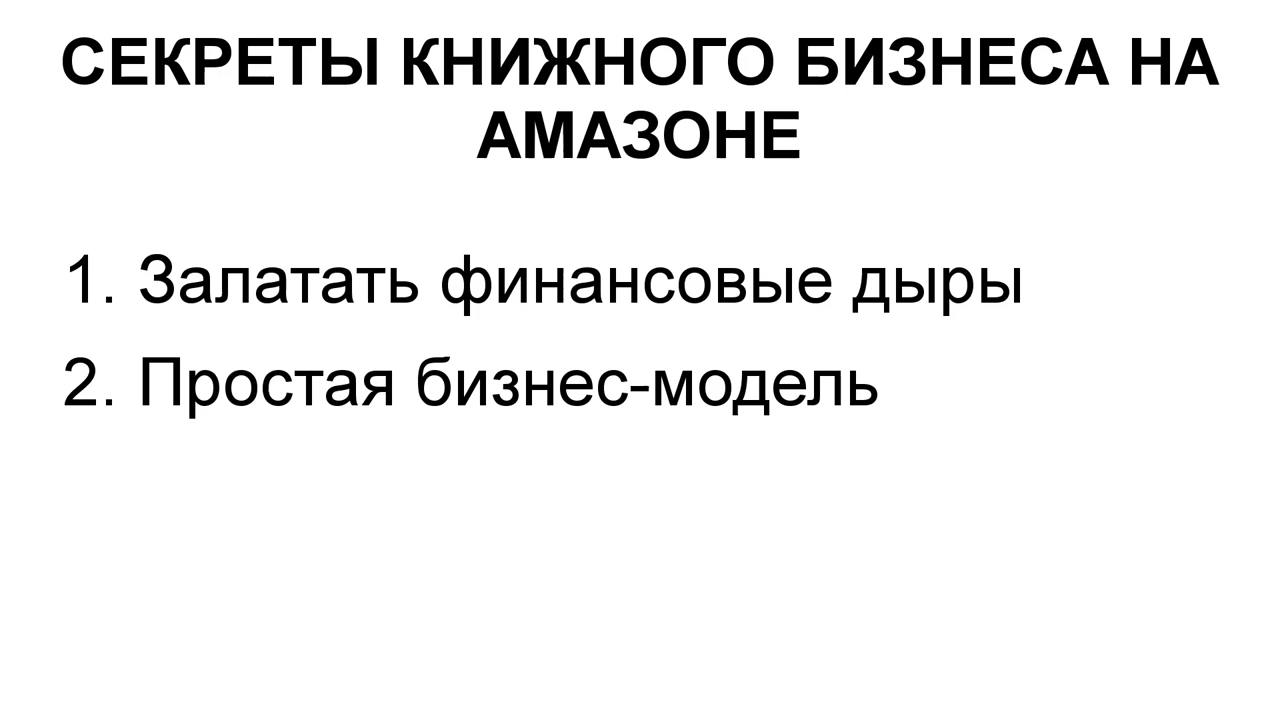 СЕКРЕТЫ КНИЖНОГО БИЗНЕСА НА
АМАЗОНЕ
1. Залатать финансовые дыры
2. Простая бизнес-модель